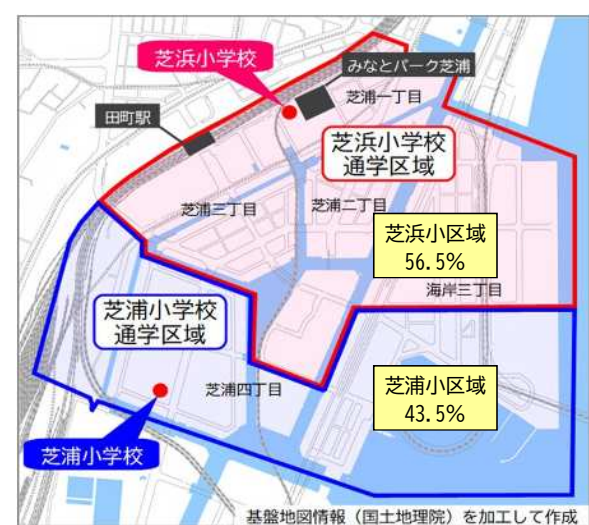 芝浜小学校
みなとパーク芝浦
芝浦一丁目
田町駅
芝浜小学校
通学区域
芝浦三丁目
芝浦二丁目
芝浜小区域
56.5%
海岸三丁目
芝浦小学校
通学区域
芝浦四丁目
芝浦小区域
43.5%
芝浦小学校
基盤地図情報（国土地理院）を加工して作成